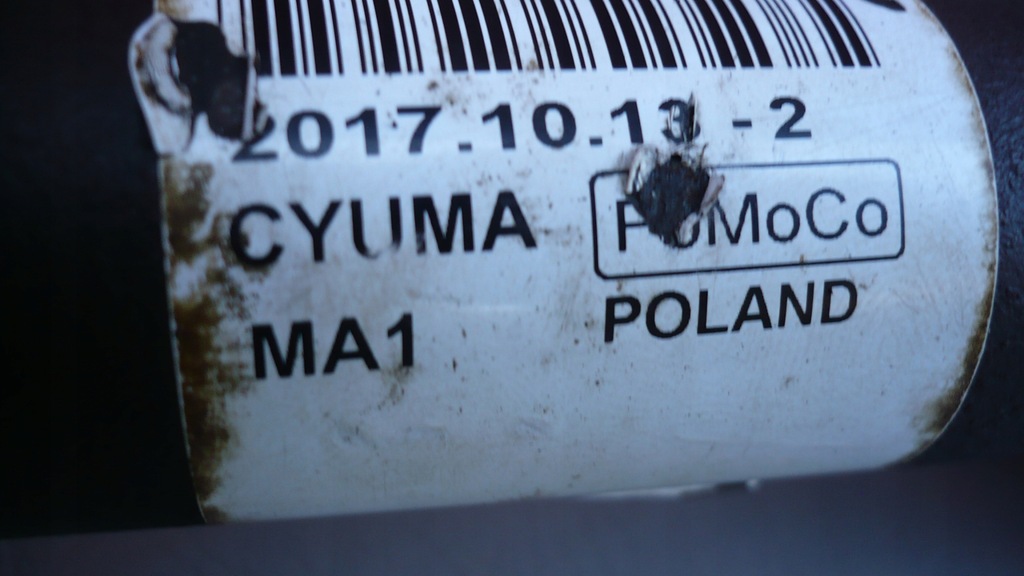 2017.10.13 - 2
CYUMA FoMoCo
MA1 POLAND